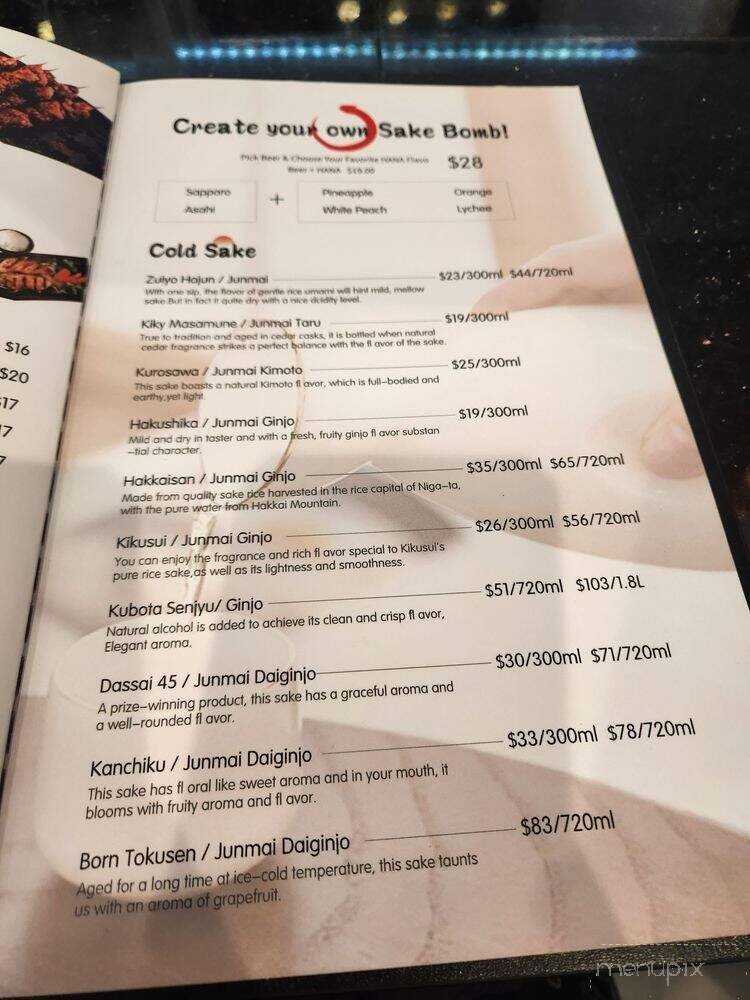 Create your own Sake Bomb!
Pick Beer & Choose Your Favorite HANA Flavor $28
Beer + HANA
Sapporo
Asahi
+
Pineapple Orange
White Peach Lychee
Cold Sake
Zuiyo Hojun / Junmai $23/300ml $44/720ml
With one sip, the flavor of gentle rice umami will hint mild, mellow
sake.But in fact it quite dry with a nice dcidity level.
Kiky Masamune / Junmai Taru $19/300ml
True to tradition and aged in cedar casks, it is bottled when natural
cedar fragrance strikes a perfect balance with the fl avor of the sake.
Kurosawa / Junmai Kimoto $25/300ml
This sake boasts a natural Kimoto fl avor, which is full-bodied and
earthy,yet light.
Hakushika / Junmai Ginjo $19/300ml
Mild and dry in taster and with a fresh, fruity ginjo fl avor substan
-tial character.
Hakkaisan / Junmai Ginjo $35/300ml $65/720ml
Made from quality sake rice harvested in the rice capital of Niga-ta,
with the pure water from Hakkai Mountain.
Kikusui / Junmai Ginjo $26/300ml $56/720ml
You can enjoy the fragrance and rich fl avor special to Kikusui's
pure rice sake,as well as its lightness and smoothness.
Kubota Senjyu/ Ginjo $51/720ml $103/1.8L
Natural alcohol is added to achieve its clean and crisp fl avor,
Elegant aroma.
Dassai 45 / Junmai Daiginjo $30/300ml $71/720ml
A prize-winning product, this sake has a graceful aroma and
a well-rounded fl avor.
Kanchiku / Junmai Daiginjo $33/300ml $78/720ml
This sake has fl oral like sweet aroma and in your mouth, it
blooms with fruity aroma and fl avor.
Born Tokusen / Junmai Daiginjo $83/720ml
Aged for a long time at ice-cold temperature, this sake taunts
us with an aroma of grapefruit.
$16
$20
menupix